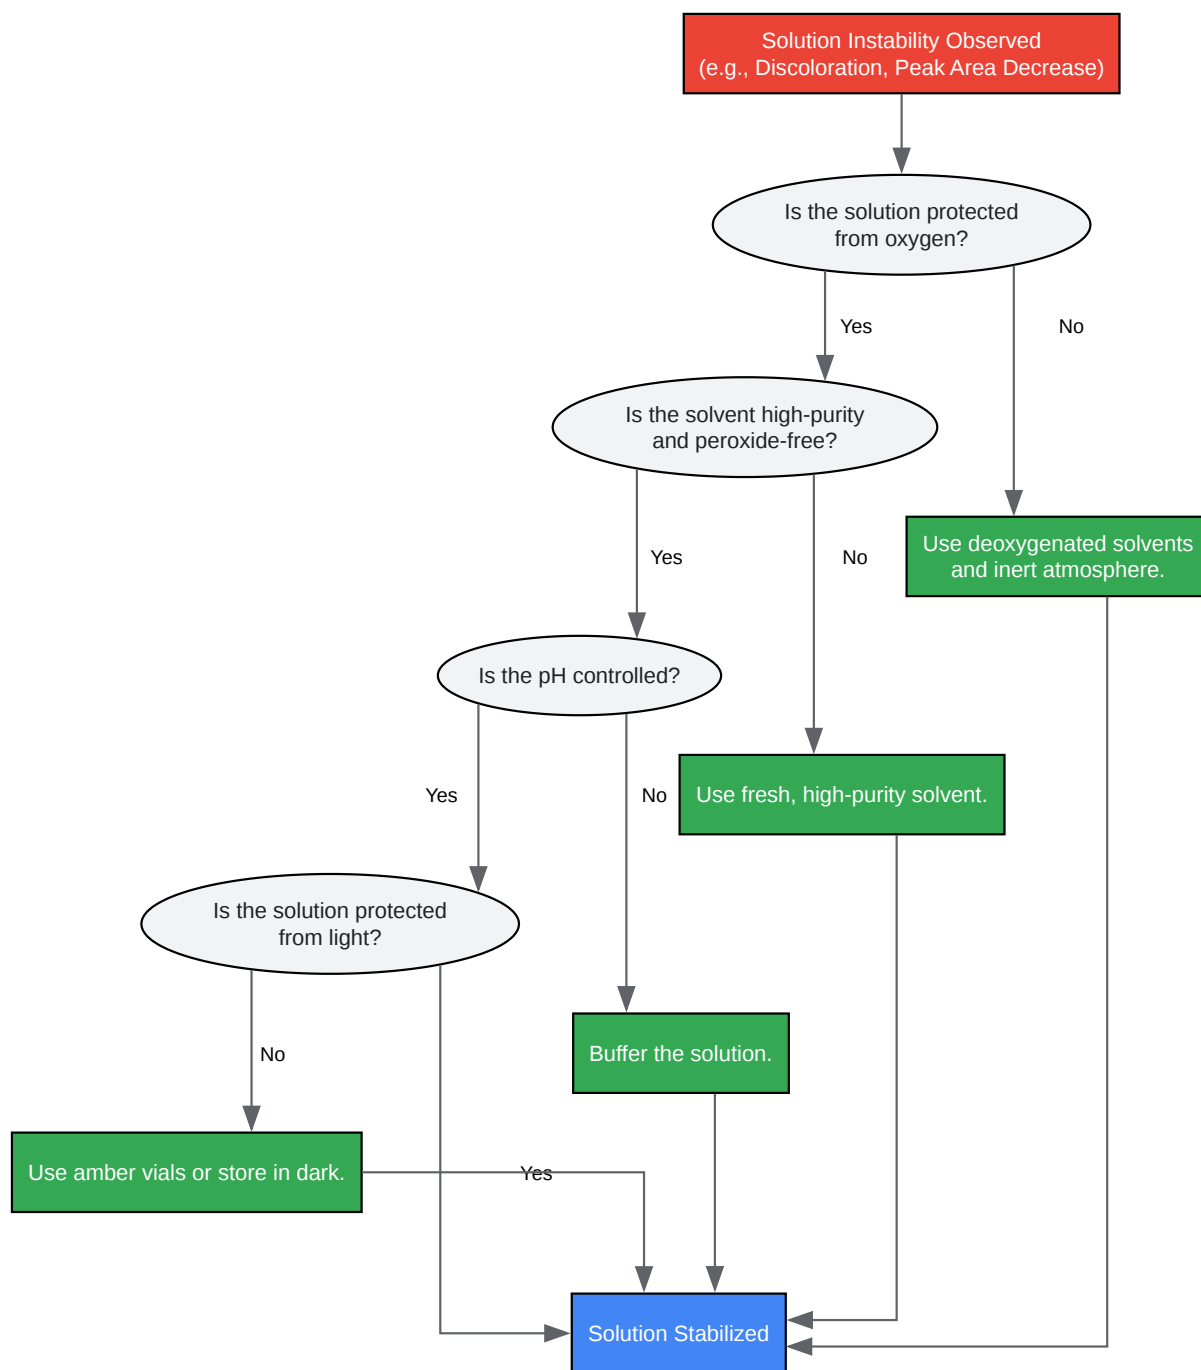 Solution Instability Observed
(e.g., Discoloration, Peak Area Decrease)
Is the solution protected
from oxygen?
Yes
No
Is the solvent high-purity
and peroxide-free?
Use deoxygenated solvents
and inert atmosphere.
Yes
No
Is the pH controlled?
Yes
No
Use fresh, high-purity solvent.
Is the solution protected
from light?
No
Buffer the solution.
Use amber vials or store in dark.
Yes
Solution Stabilized